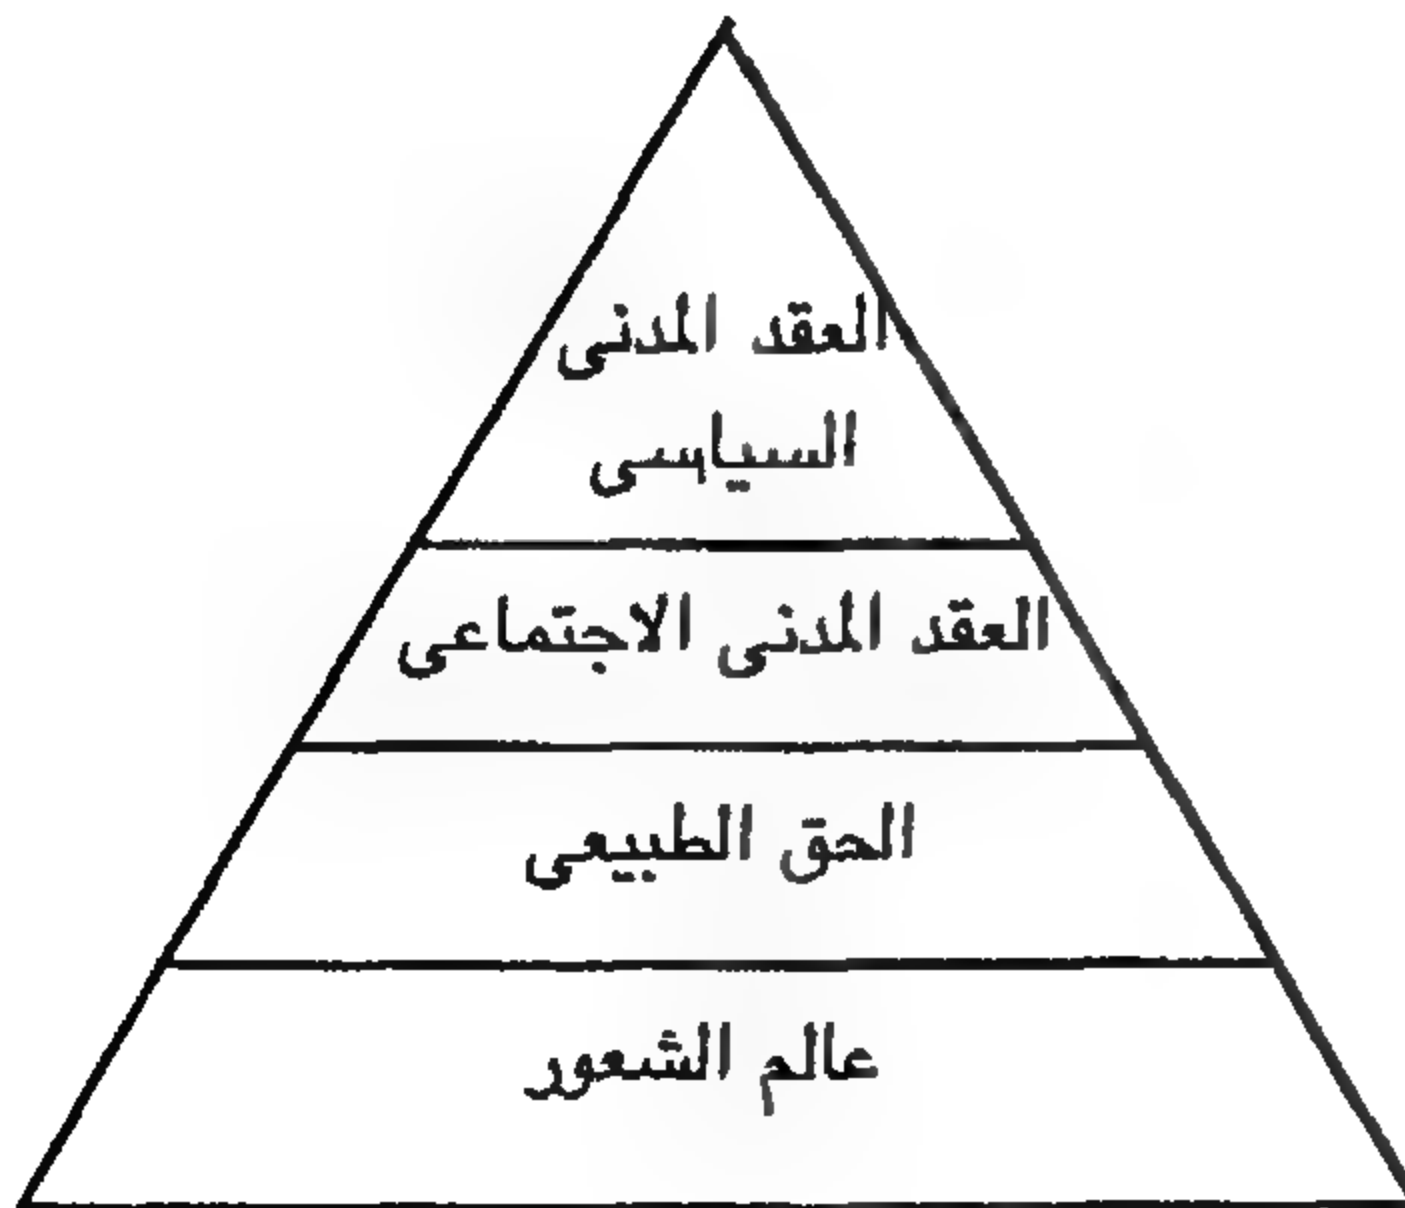 العقد المدنى
السياسى
العقد المدنى الاجتماعى
الحق الطبيعى
عالم الشعور